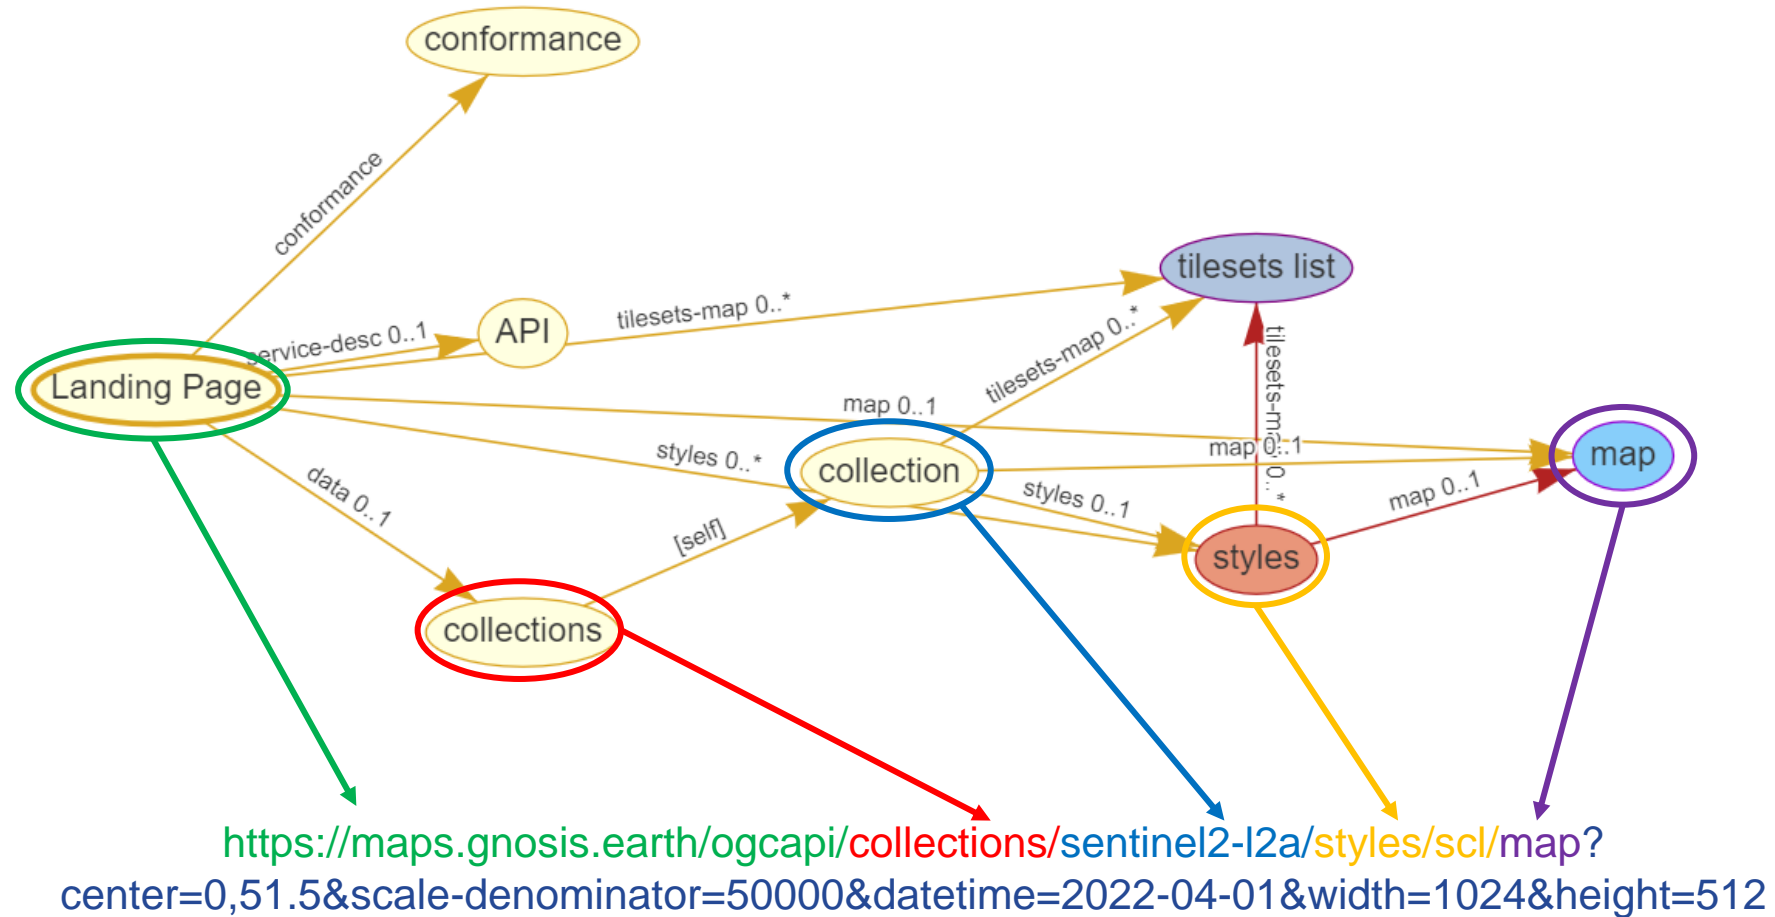 conformance
conformance
tilesets list
tilesets-map 0..*
service-desc 0..1
API
tilesets-map 0..*
tilesets-map 0..*
Landing Page
map 0..1
map 0..1
map
styles 0..*
collection
map 0..1
data 0..1
styles 0..1
[self]
styles
collections
https://maps.gnosis.earth/ogcapi/collections/sentinel2-l2a/styles/scl/map?
center=0,51.5&scale-denominator=50000&datetime=2022-04-01&width=1024&height=512